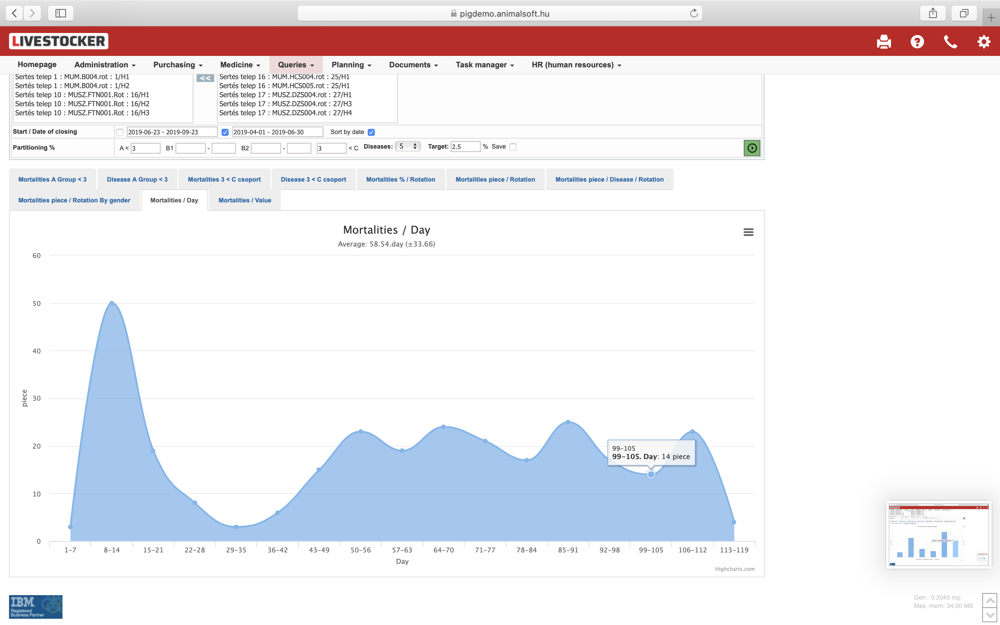 pigdemo.animalsoft.hu
LIVESTOCKER
Homepage Administration Purchasing Medicine Queries Planning Documents Task manager HR (human resources)
Sertés telep 1 : MUM.B004.rot : 1/H1
Sertés telep 1 : MUM.B004.rot : 1/H2
Sertés telep 10 : MUSZ.FTN001.Rot : 16/H1
Sertés telep 10 : MUSZ.FTN001.Rot : 16/H2
Sertés telep 10 : MUSZ.FTN001.Rot : 16/H3
<<
Sertés telep 16 : MUM.HCS004.rot : 25/H1
Sertés telep 16 : MUM.HCS005.rot : 25/H1
Sertés telep 17 : MUSZ.DZS004.rot : 27/H1
Sertés telep 17 : MUSZ.DZS004.rot : 27/H3
Sertés telep 17 : MUSZ.DZS004.rot : 27/H4
Start / Date of closing 2019-06-23 - 2019-09-23 2019-04-01 - 2019-06-30 Sort by date
Partitioning % A < 3 B1 - B2 - 3 < C Diseases: 5 Target: 2.5 % Save
Mortalities A Group < 3 Disease A Group < 3 Mortalities 3 < C csoport Disease 3 < C csoport Mortalities % / Rotation Mortalities piece / Rotation Mortalities piece / Disease / Rotation
Mortalities piece / Rotation By gender Mortalities / Day Mortalities / Value
Mortalities / Day
Average: 58.54.day (±33.66)
60
50
40
30
20
10
0
piece
99-105
99-105. Day: 14 piece
1-7 8-14 15-21 22-28 29-35 36-42 43-49 50-56 57-63 64-70 71-77 78-84 85-91 92-98 99-105 106-112 113-119
Day
Highcharts.com
IBM
Registered
Business Partner
Gen.: 0.2045 mp
Max. mem: 34.00 MB